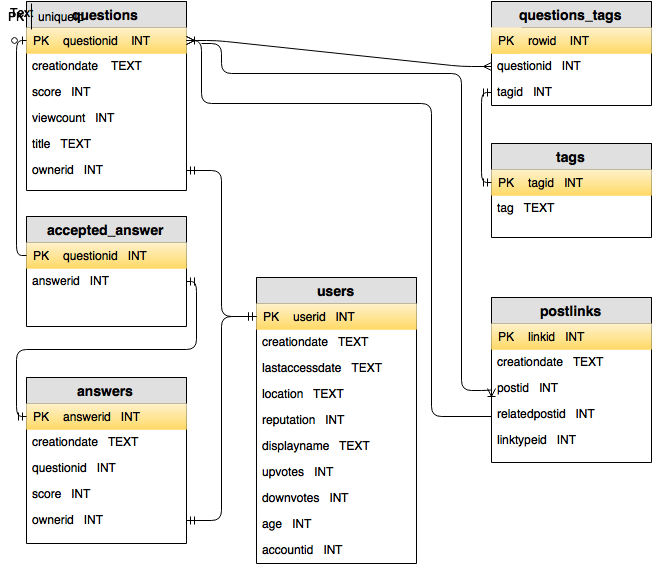 Text
PK uniqueid
questions
PK questionid INT
creationdate TEXT
score INT
viewcount INT
title TEXT
ownerid INT
accepted_answer
PK questionid INT
answerid INT
answers
PK answerid INT
creationdate TEXT
questionid INT
score INT
ownerid INT
users
PK userid INT
creationdate TEXT
lastaccessdate TEXT
location TEXT
reputation INT
displayname TEXT
upvotes INT
downvotes INT
age INT
accountid INT
questions_tags
PK rowid INT
questionid INT
tagid INT
tags
PK tagid INT
tag TEXT
postlinks
PK linkid INT
creationdate TEXT
postid INT
relatedpostid INT
linktypeid INT